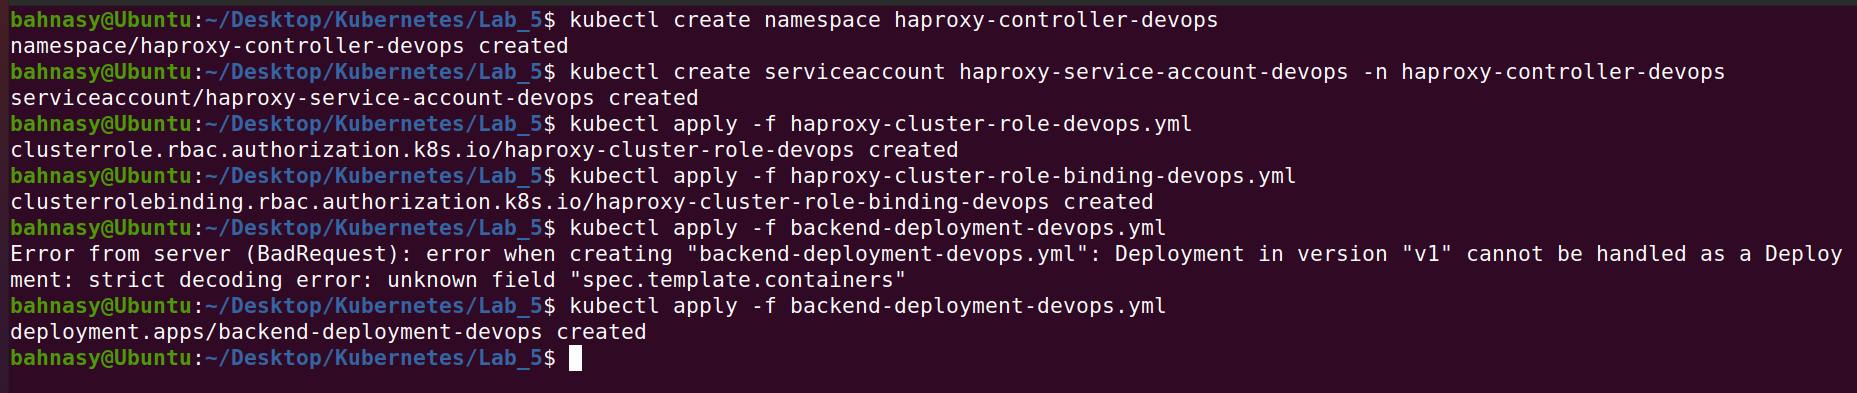 bahnasy@Ubuntu:~/Desktop/Kubernetes/Lab_5$ kubectl create namespace haproxy-controller-devops
namespace/haproxy-controller-devops created
bahnasy@Ubuntu:~/Desktop/Kubernetes/Lab_5$ kubectl create serviceaccount haproxy-service-account-devops -n haproxy-controller-devops
serviceaccount/haproxy-service-account-devops created
bahnasy@Ubuntu:~/Desktop/Kubernetes/Lab_5$ kubectl apply -f haproxy-cluster-role-devops.yml
clusterrole.rbac.authorization.k8s.io/haproxy-cluster-role-devops created
bahnasy@Ubuntu:~/Desktop/Kubernetes/Lab_5$ kubectl apply -f haproxy-cluster-role-binding-devops.yml
clusterrolebinding.rbac.authorization.k8s.io/haproxy-cluster-role-binding-devops created
bahnasy@Ubuntu:~/Desktop/Kubernetes/Lab_5$ kubectl apply -f backend-deployment-devops.yml
Error from server (BadRequest): error when creating "backend-deployment-devops.yml": Deployment in version "v1" cannot be handled as a Deploy
ment: strict decoding error: unknown field "spec.template.containers"
bahnasy@Ubuntu:~/Desktop/Kubernetes/Lab_5$ kubectl apply -f backend-deployment-devops.yml
deployment.apps/backend-deployment-devops created
bahnasy@Ubuntu:~/Desktop/Kubernetes/Lab_5$